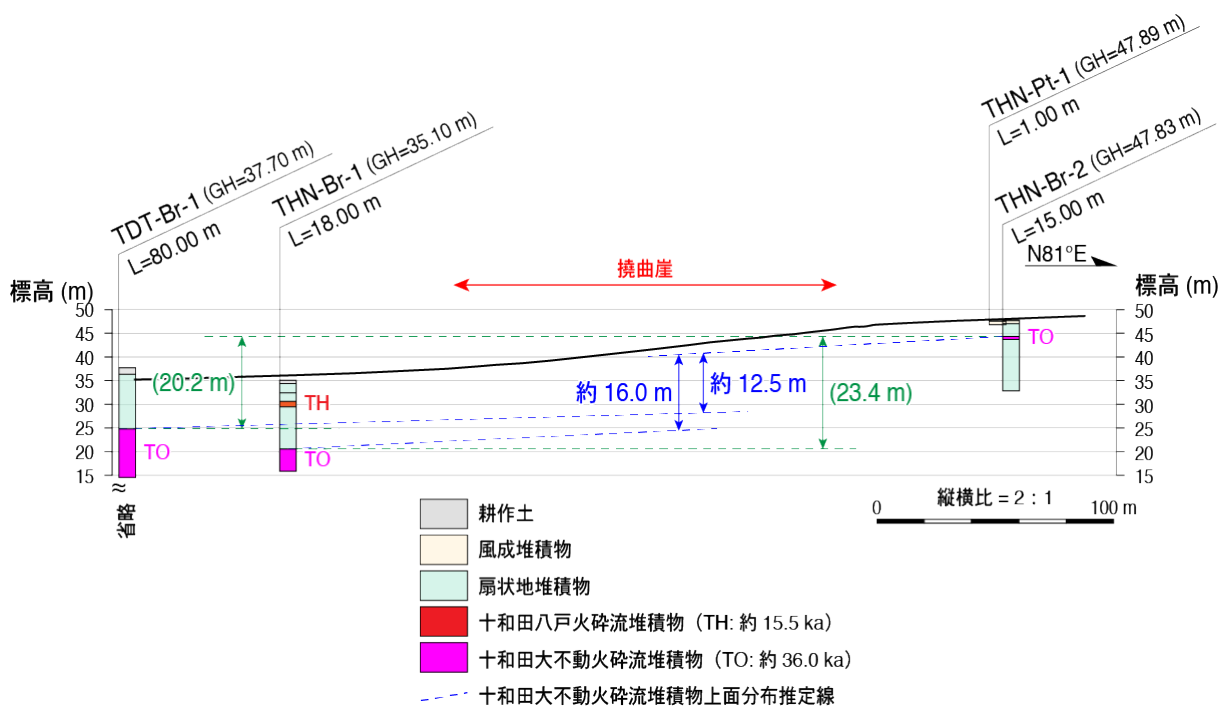 TDT-Br-1 (GH=37.70 m)
L=80.00 m
THN-Br-1 (GH=35.10 m)
L=18.00 m
THN-Pt-1 (GH=47.89 m)
L=1.00 m
THN-Br-2 (GH=47.83 m)
L=15.00 m
N81°E
撓曲崖
標高 (m)
50
45
40
35
30
25
20
15
標高 (m)
50
45
40
35
30
25
20
15
(20.2 m)
約 16.0 m
約 12.5 m
(23.4 m)
TO
TH
TO
TO
省略
縦横比 = 2 : 1
0
100 m
耕作土
風成堆積物
扇状地堆積物
十和田八戸火砕流堆積物（TH: 約 15.5 ka）
十和田大不動火砕流堆積物（TO: 約 36.0 ka）
十和田大不動火砕流堆積物上面分布推定線